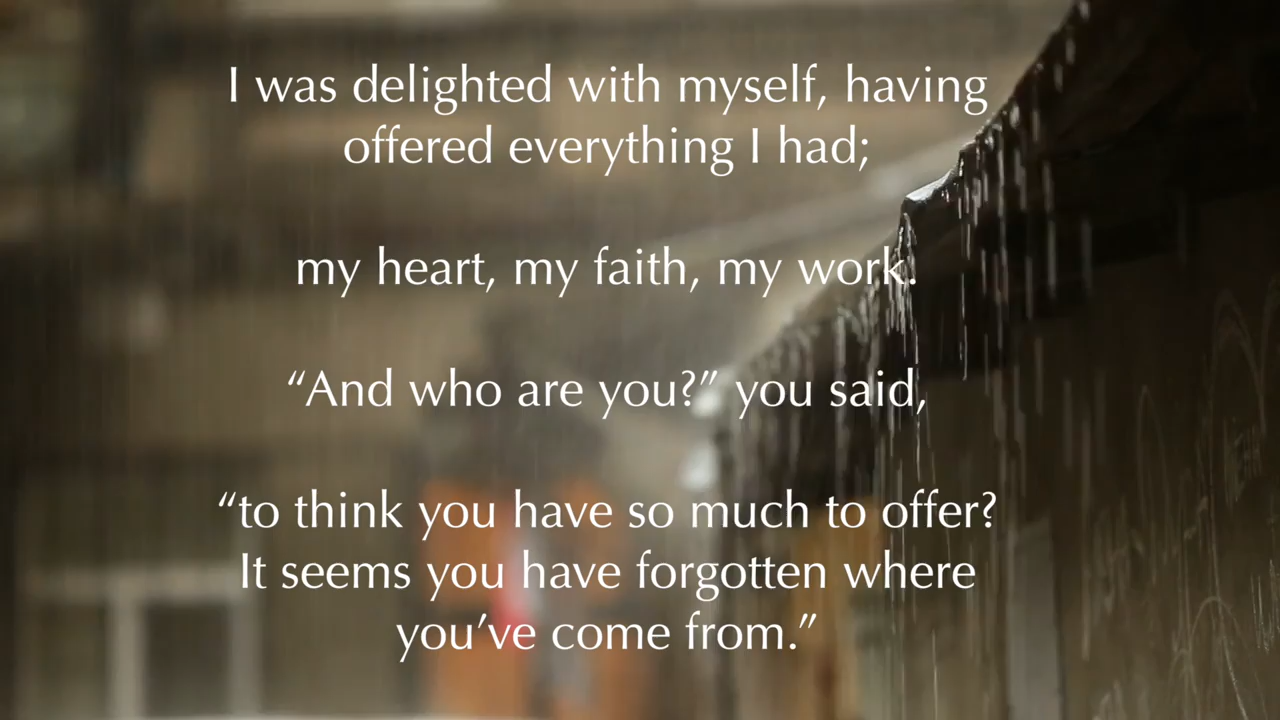 I was delighted with myself, having
offered everything I had;
my heart, my faith, my work.
“And who are you?” you said,
“to think you have so much to offer?
It seems you have forgotten where
you’ve come from.”